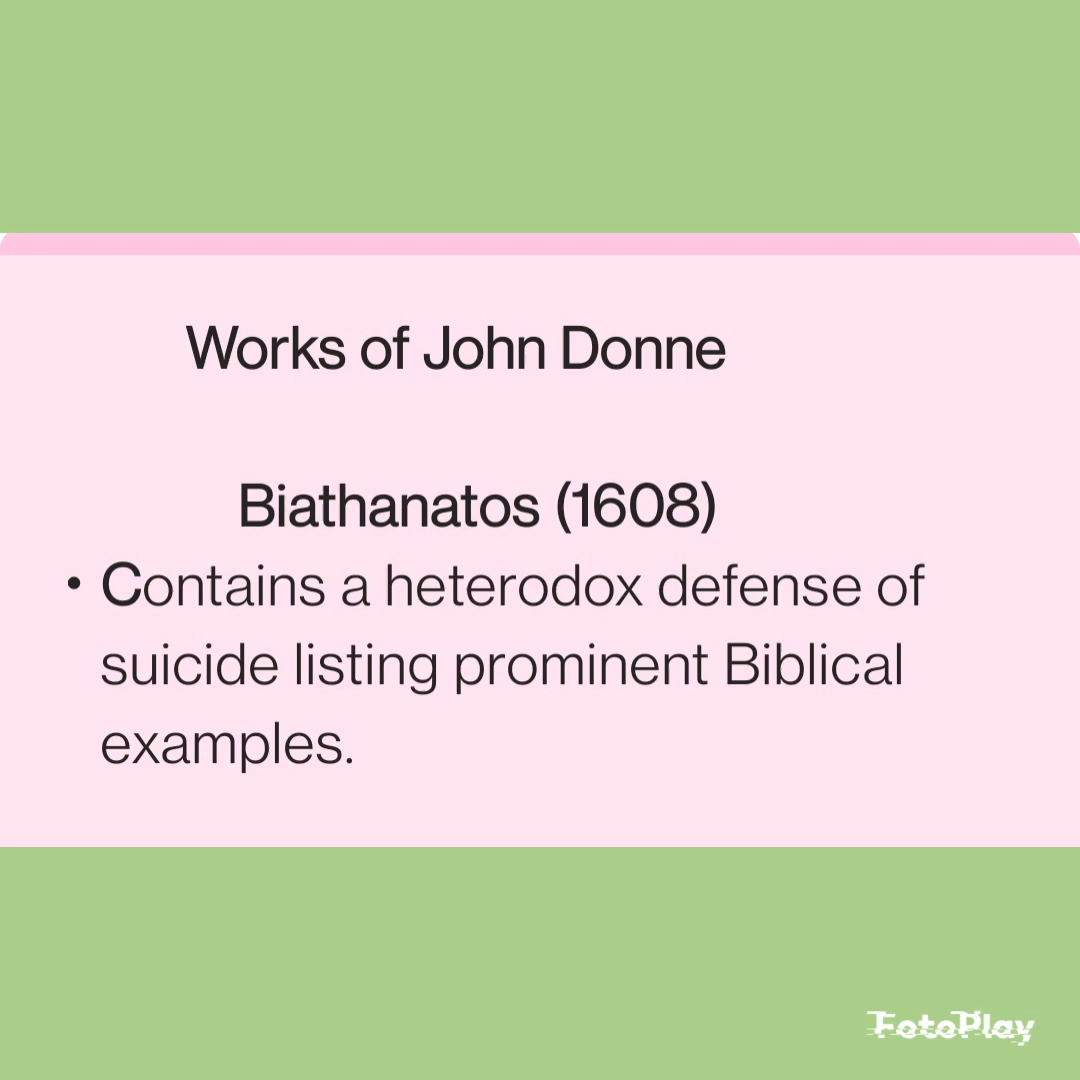 Works of John Donne
Biathanatos (1608)
• Contains a heterodox defense of
suicide listing prominent Biblical
examples.
FotoPlay